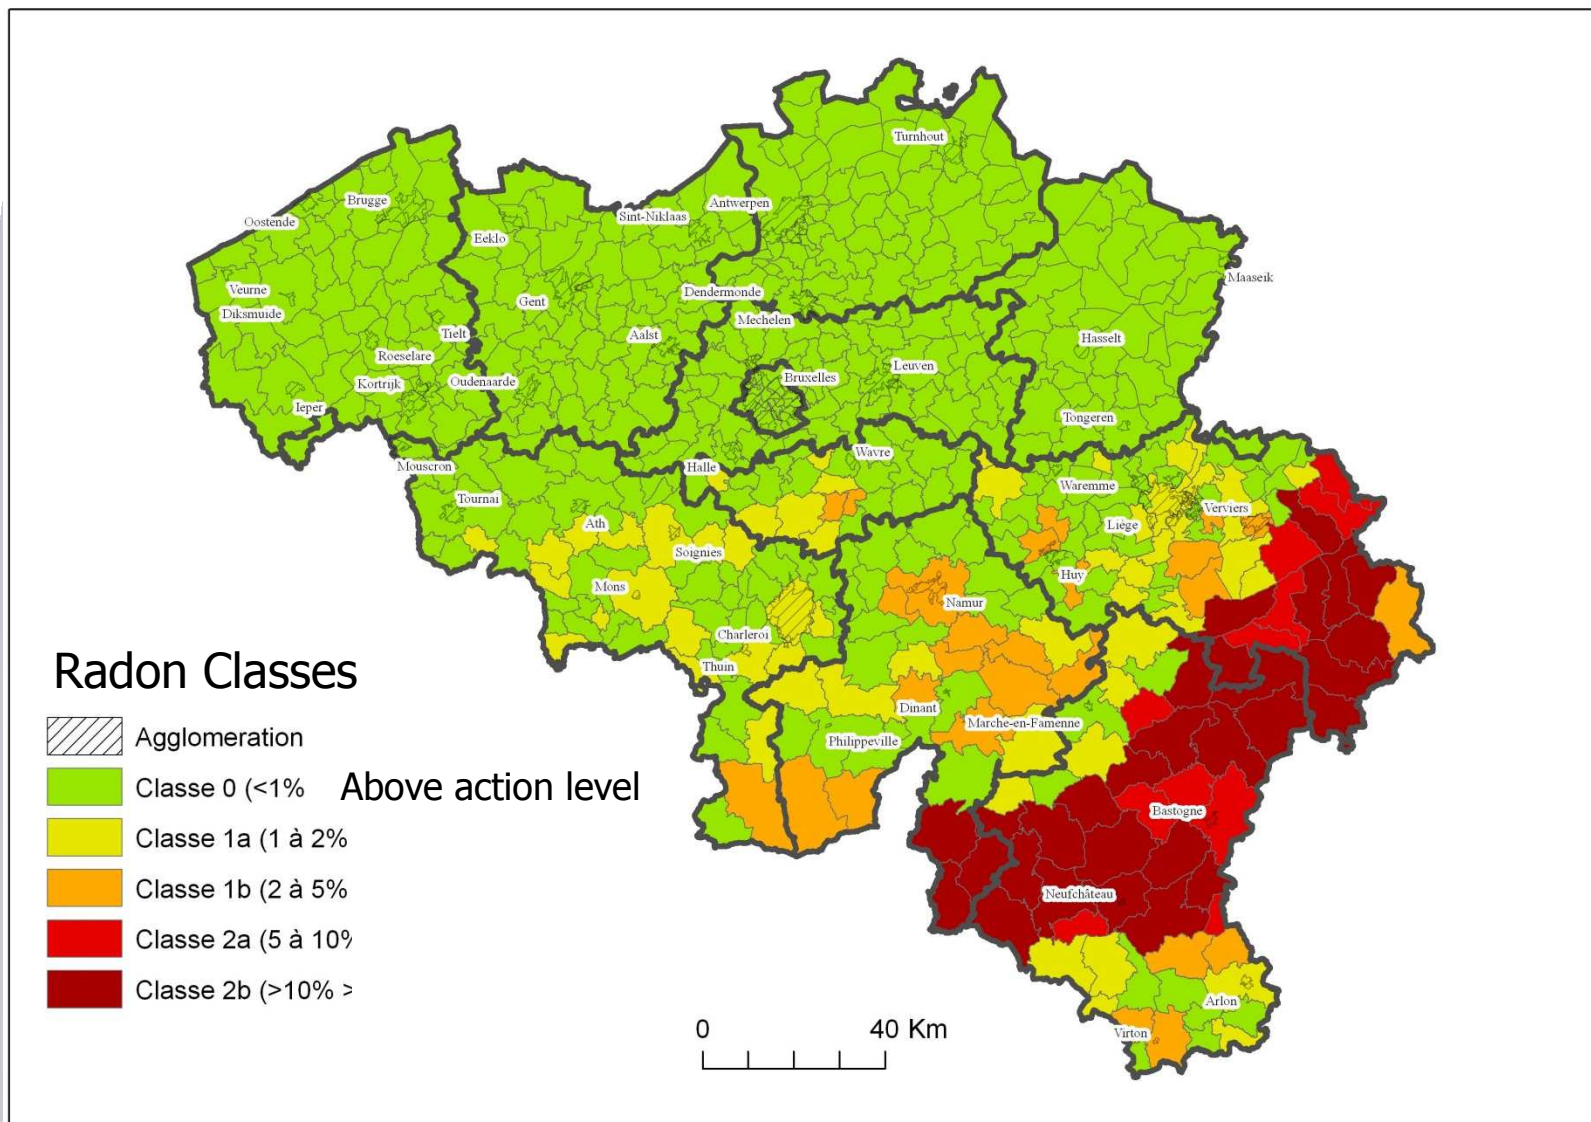 Turnhout
Brugge
Antwerpen
Sint-Niklaas
Oostende
Eeklo
Maaseik
Veurne
Dendermonde
Gent
Diksmuide
Mechelen
Tielt
Aalst
Hasselt
Roeselare
Leuven
Bruxelles
Kortrijk
Oudenaarde
Ieper
Tongeren
Wavre
Mouscron
Halle
Waremme
Tournai
Verviers
Ath
Liège
Soignies
Huy
Mons
Namur
Charleroi
Thuin
Dinant
Marche-en-Famenne
Philippeville
Bastogne
Neufchâteau
Arlon
Virton
Radon Classes
Agglomeration
Classe 0 (<1% Above action level
Classe 1a (1 à 2%
Classe 1b (2 à 5%
Classe 2a (5 à 10%
Classe 2b (>10% >
0 40 Km